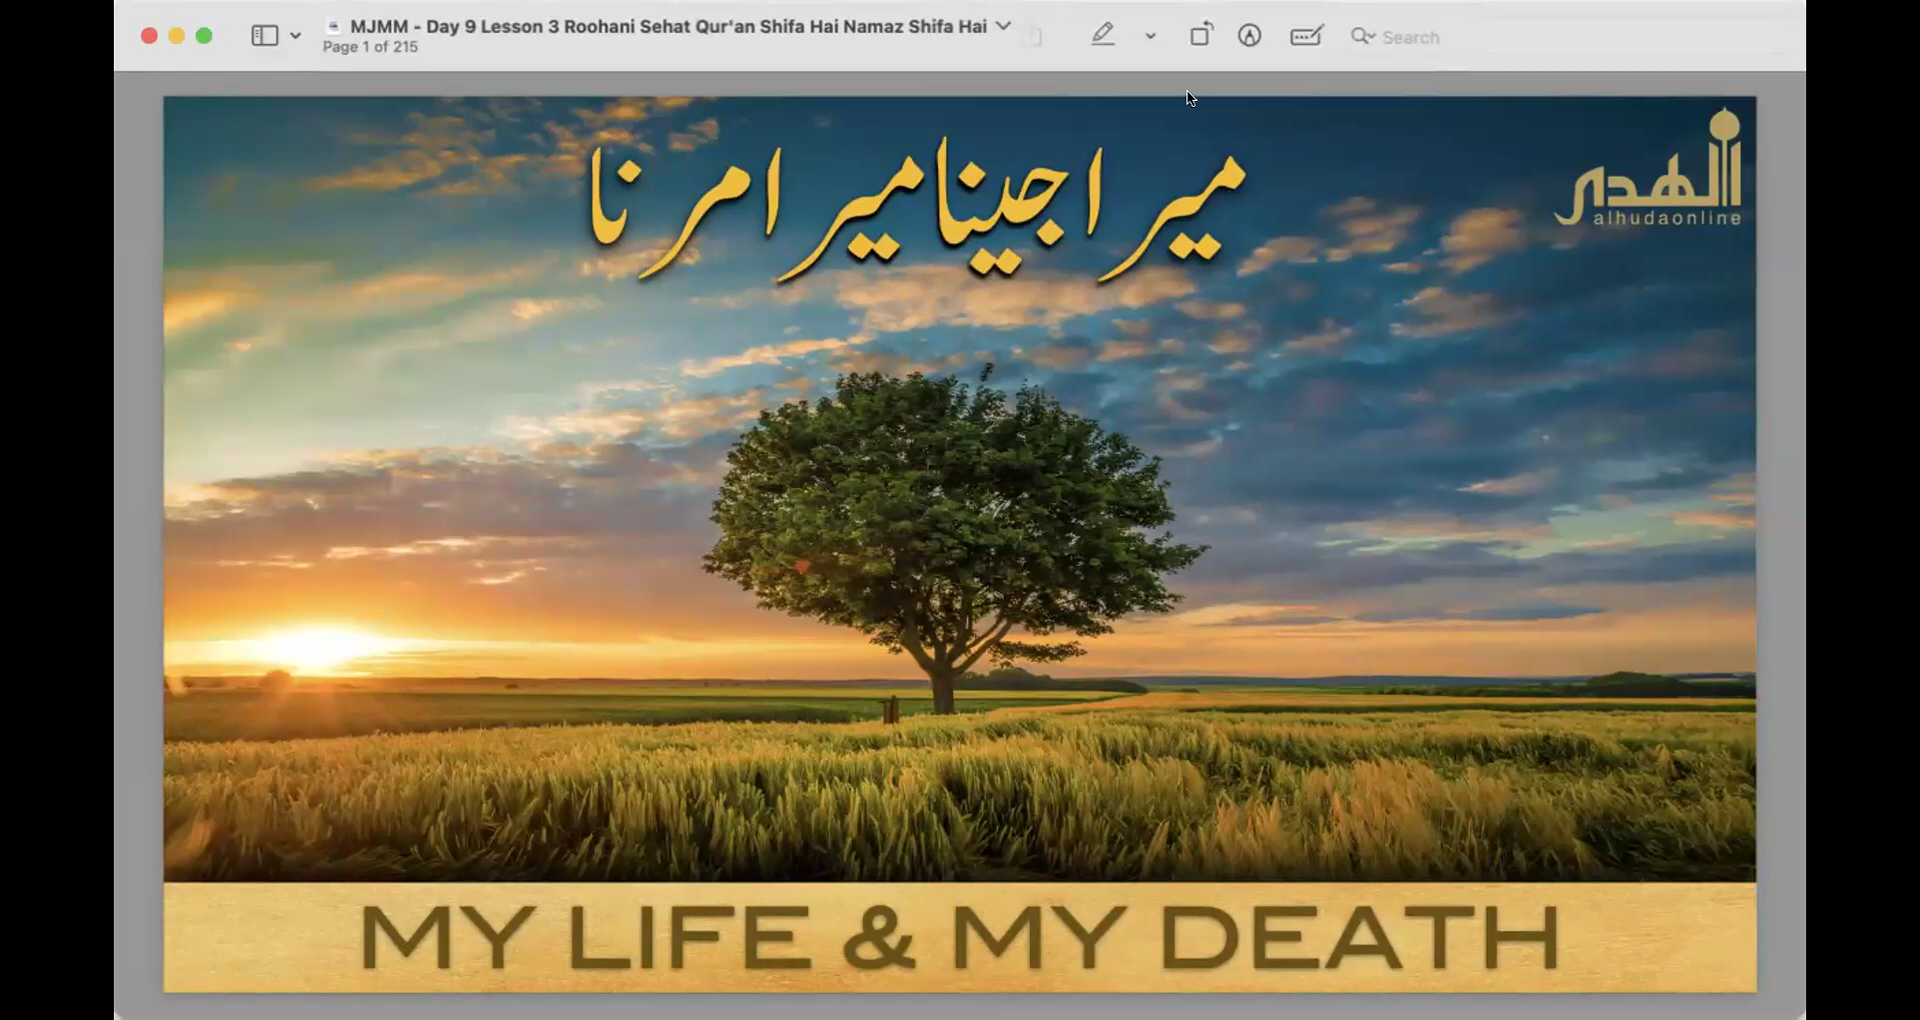 MJMM - Day 9 Lesson 3 Roohani Sehat Qur'an Shifa Hai Namaz Shifa Hai
Page 1 of 215
Search
میرا جینا میرا مرنا
الهدى
alhudaonline
MY LIFE & MY DEATH